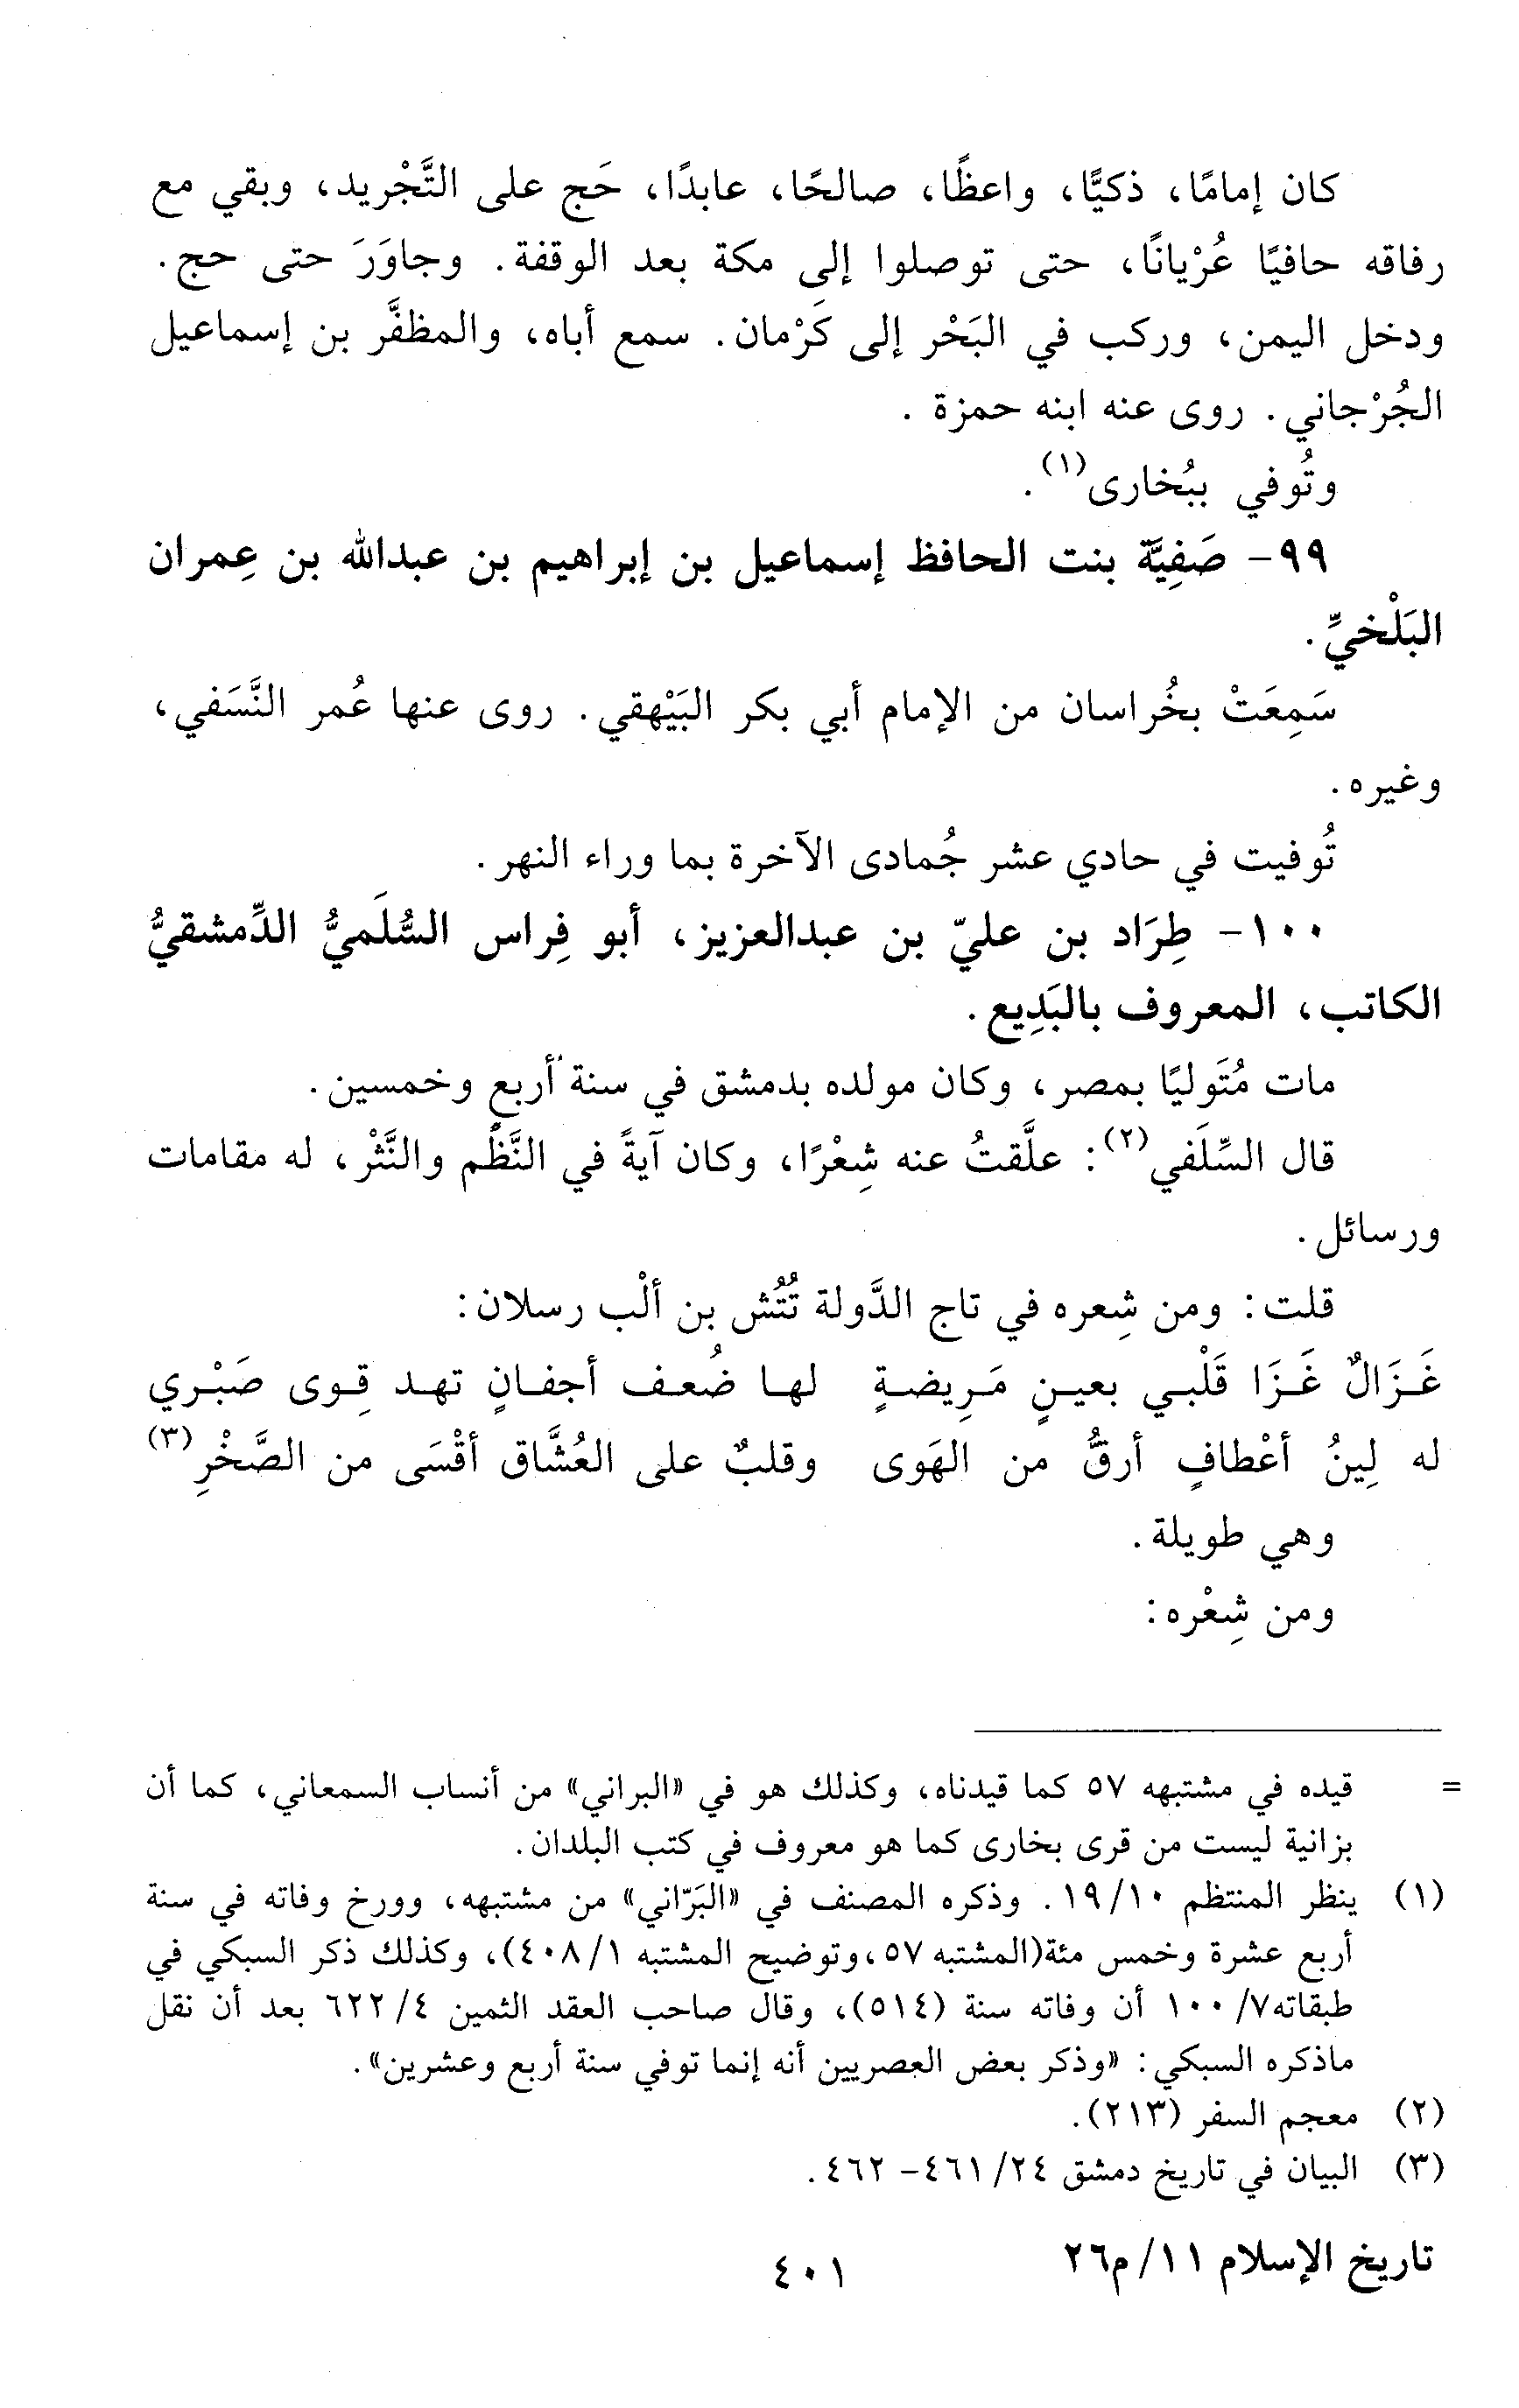 كان إمامًا، ذكيًّا، واعظًا، صالحًا، عابدًا، حَج على التَّجْريد، وبقي مع
رفاقه حافيًا عُرْيانًا، حتى توصلوا إلى مكة بعد الوقفة. وجاوَرَ حتى حج.
ودخل اليمن، وركب في البَحْر إلى كَرْمان. سمع أباه، والمظفَّر بن إسماعيل
الجُرْجاني. روى عنه ابنه حمزة.
وتُوفي ببُخارى(١).
٩٩- صَفِيَّة بنت الحافظ إسماعيل بن إبراهيم بن عبدالله بن عِمران
البَلْخيِّ.
سَمِعَتْ بخُراسان من الإمام أبي بكر البَيْهقي. روى عنها عُمر النَّسَفي،
وغيره.
تُوفيت في حادي عشر جُمادى الآخرة بما وراء النهر.
١٠٠- طِرَاد بن عليّ بن عبدالعزيز، أبو فِراس السُّلَميُّ الدِّمشقيُّ
الكاتب، المعروف بالبَدِيع.
مات مُتَوليًا بمصر، وكان مولده بدمشق في سنة أربع وخمسين.
قال السِّلَفي(٢): علَّقتُ عنه شِعْرًا، وكان آيةً في النَّظْم والنَّثْر، له مقامات
ورسائل.
قلت: ومن شِعره في تاج الدَّولة تُتُش بن ألْب رسلان:
غَزَالٌ غَزَا قَلْبي بعينٍ مَرِيضةٍ لها ضُعف أجفانٍ تهد قِوى صَبْري
له لِينُ أعْطافٍ أرقُّ من الهَوى وقلبٌ على العُشَّاق أقْسَى من الصَّخْرِ(٣)
وهي طويلة.
ومن شِعْره:
= قيده في مشتبهه ٥٧ كما قيدناه، وكذلك هو في «البراني» من أنساب السمعاني، كما أن
بزانية ليست من قرى بخارى كما هو معروف في كتب البلدان.
(١) ينظر المنتظم ١٩/١٠. وذكره المصنف في «البَرّاني» من مشتبهه، وورخ وفاته في سنة
أربع عشرة وخمس مئة(المشتبه ٥٧،وتوضيح المشتبه ٤٠٨/١)، وكذلك ذكر السبكي في
طبقاته٧/ ١٠٠ أن وفاته سنة (٥١٤)، وقال صاحب العقد الثمين ٤/ ٦٢٢ بعد أن نقل
ماذكره السبكي: «وذكر بعض العصريين أنه إنما توفي سنة أربع وعشرين».
(٢) معجم السفر (٢١٣).
(٣) البيان في تاريخ دمشق ٢٤/ ٤٦١- ٤٦٢.
تاريخ الإسلام ١١/ م٢٦
٤٠١